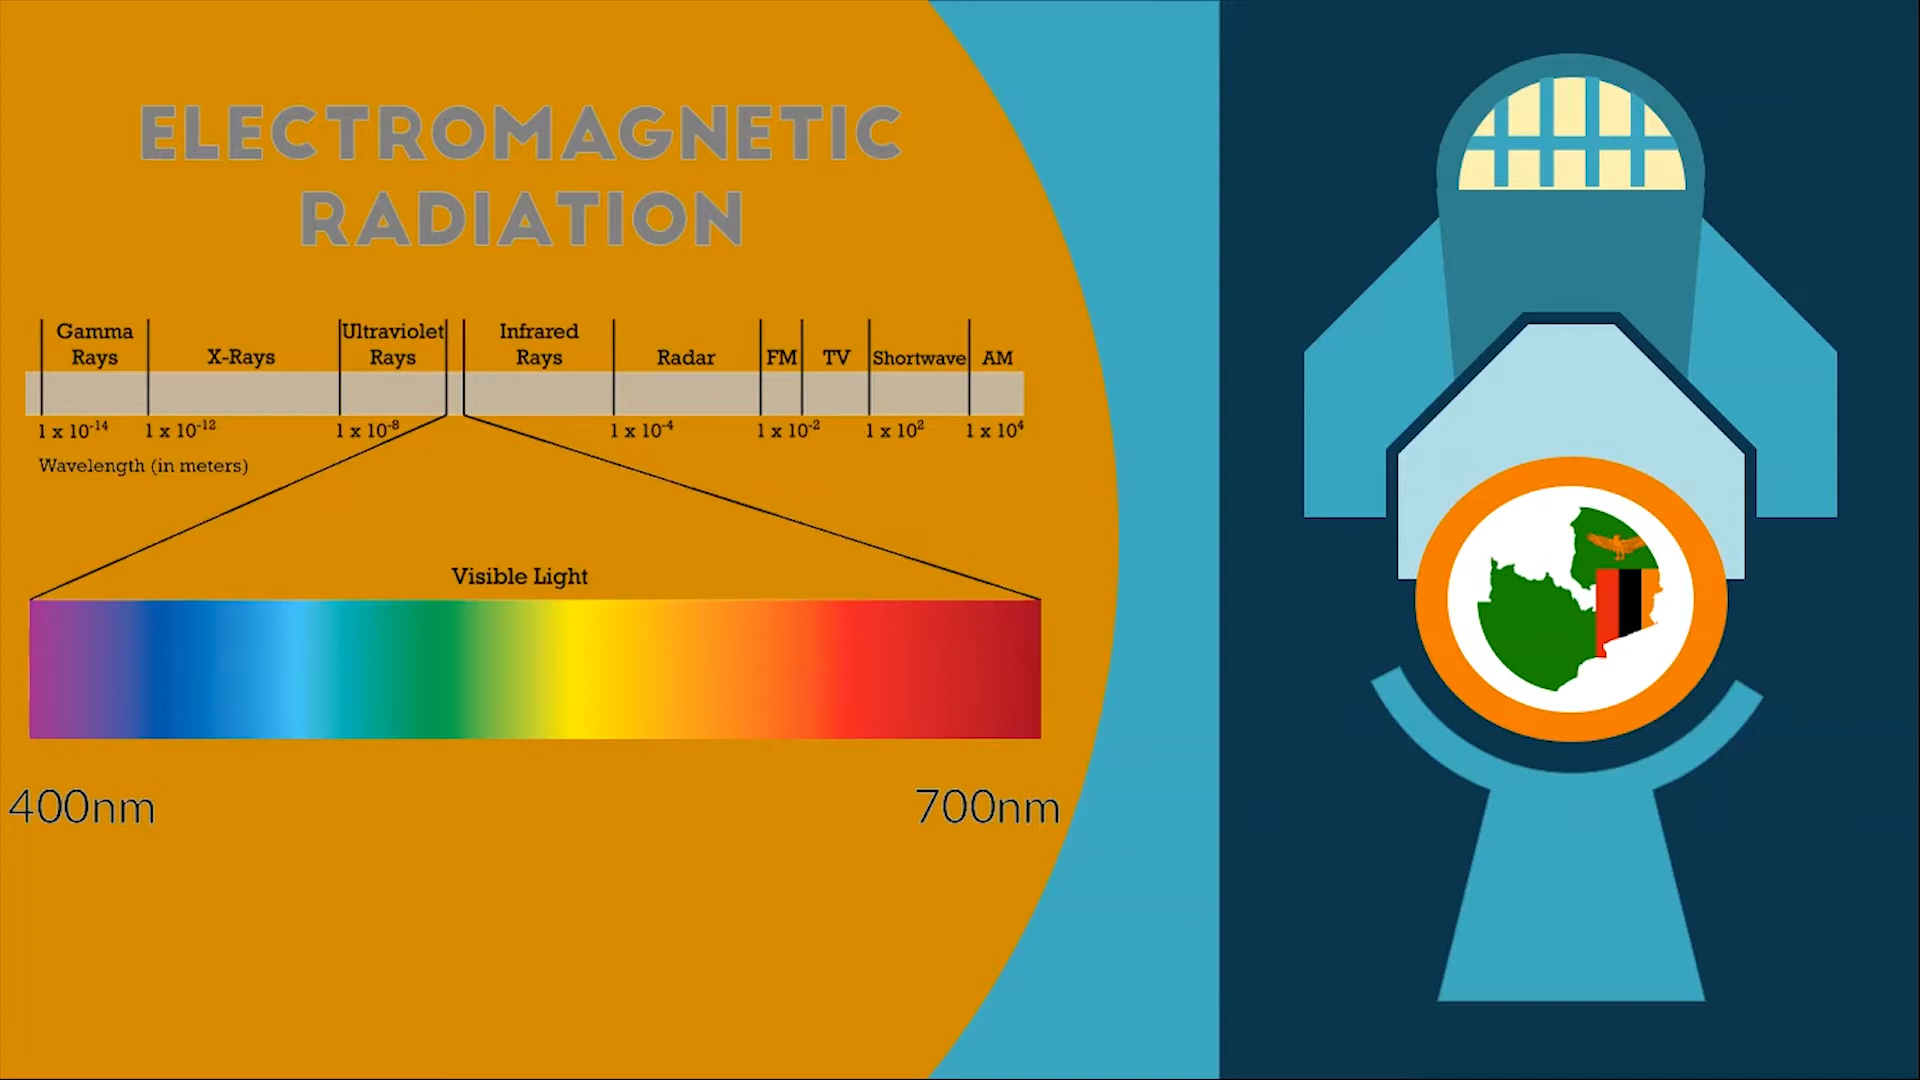 ELECTROMAGNETIC
RADIATION
Gamma Rays
X-Rays
Ultraviolet Rays
Infrared Rays
Radar
FM
TV
Shortwave
AM
1 x 10⁻¹⁴
1 x 10⁻¹²
1 x 10⁻⁸
1 x 10⁻⁴
1 x 10⁻²
1 x 10²
1 x 10⁴
Wavelength (in meters)
Visible Light
400nm
700nm